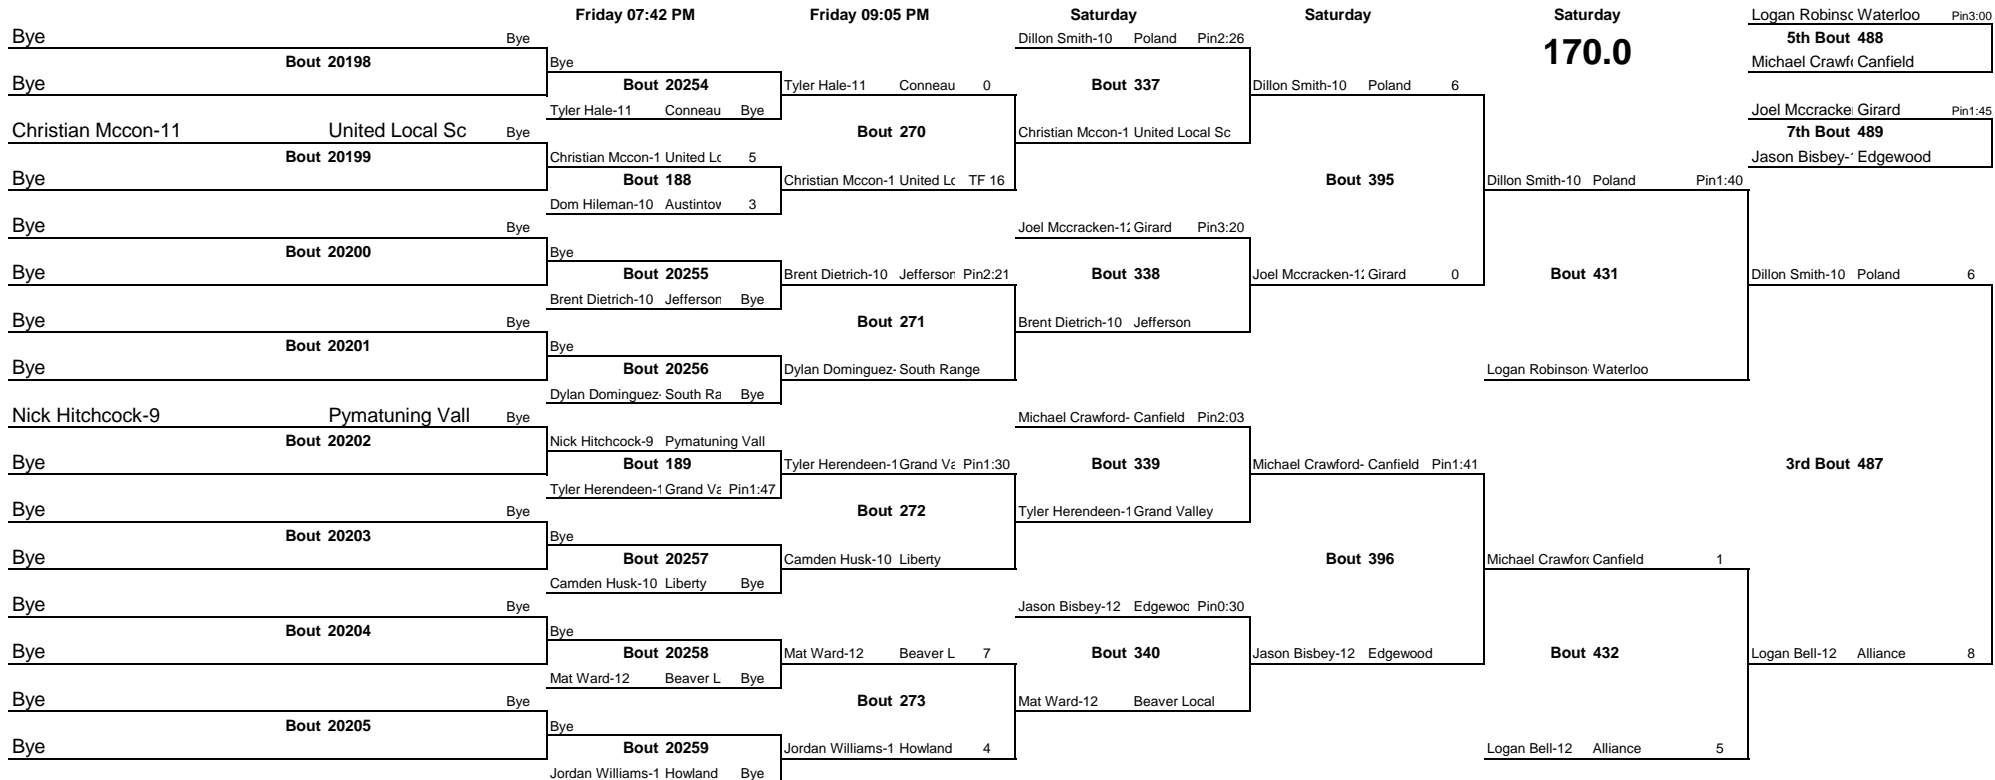 Friday 07:42 PM Friday 09:05 PM Saturday Saturday Saturday
170.0
Bye Bye
Bout 20198
Bye
Christian Mccon-11 United Local Sc Bye
Bout 20199
Bye
Bye Bye
Bout 20200
Bye
Bye Bye
Bout 20201
Bye
Nick Hitchcock-9 Pymatuning Vall Bye
Bout 20202
Bye
Bye Bye
Bout 20203
Bye
Bye Bye
Bout 20204
Bye
Bye Bye
Bout 20205
Bye
Bye
Bout 20254
Tyler Hale-11 Conneau Bye
Christian Mccon-1 United Lc 5
Bout 188
Dom Hileman-10 Austintow 3
Bye
Bout 20255
Brent Dietrich-10 Jefferson Bye
Bye
Bout 20256
Dylan Dominguez- South Ra Bye
Nick Hitchcock-9 Pymatuning Vall
Bout 189
Tyler Herendeen-1 Grand Va Pin1:47
Bye
Bout 20257
Camden Husk-10 Liberty Bye
Bye
Bout 20258
Mat Ward-12 Beaver L Bye
Bye
Bout 20259
Jordan Williams-1 Howland Bye
Tyler Hale-11 Conneau 0
Bout 270
Christian Mccon-1 United Lc TF 16
Brent Dietrich-10 Jefferson Pin2:21
Bout 271
Dylan Dominguez- South Range
Tyler Herendeen-1 Grand Va Pin1:30
Bout 272
Camden Husk-10 Liberty
Mat Ward-12 Beaver L 7
Bout 273
Jordan Williams-1 Howland 4
Dillon Smith-10 Poland Pin2:26
Bout 337
Christian Mccon-1 United Local Sc
Joel Mccracken-12 Girard Pin3:20
Bout 338
Brent Dietrich-10 Jefferson
Michael Crawford- Canfield Pin2:03
Bout 339
Tyler Herendeen-1 Grand Valley
Jason Bisbey-12 Edgewoo Pin0:30
Bout 340
Mat Ward-12 Beaver Local
Dillon Smith-10 Poland 6
Bout 395
Joel Mccracken-12 Girard 0
Michael Crawford- Canfield Pin1:41
Bout 396
Jason Bisbey-12 Edgewood
Dillon Smith-10 Poland Pin1:40
Bout 431
Logan Robinson Waterloo
Michael Crawford Canfield 1
Bout 432
Logan Bell-12 Alliance 5
Dillon Smith-10 Poland 6
3rd Bout 487
Logan Bell-12 Alliance 8
Logan Robinsc Waterloo Pin3:00
5th Bout 488
Michael Crawfo Canfield
Joel Mccracke Girard Pin1:45
7th Bout 489
Jason Bisbey-1 Edgewood